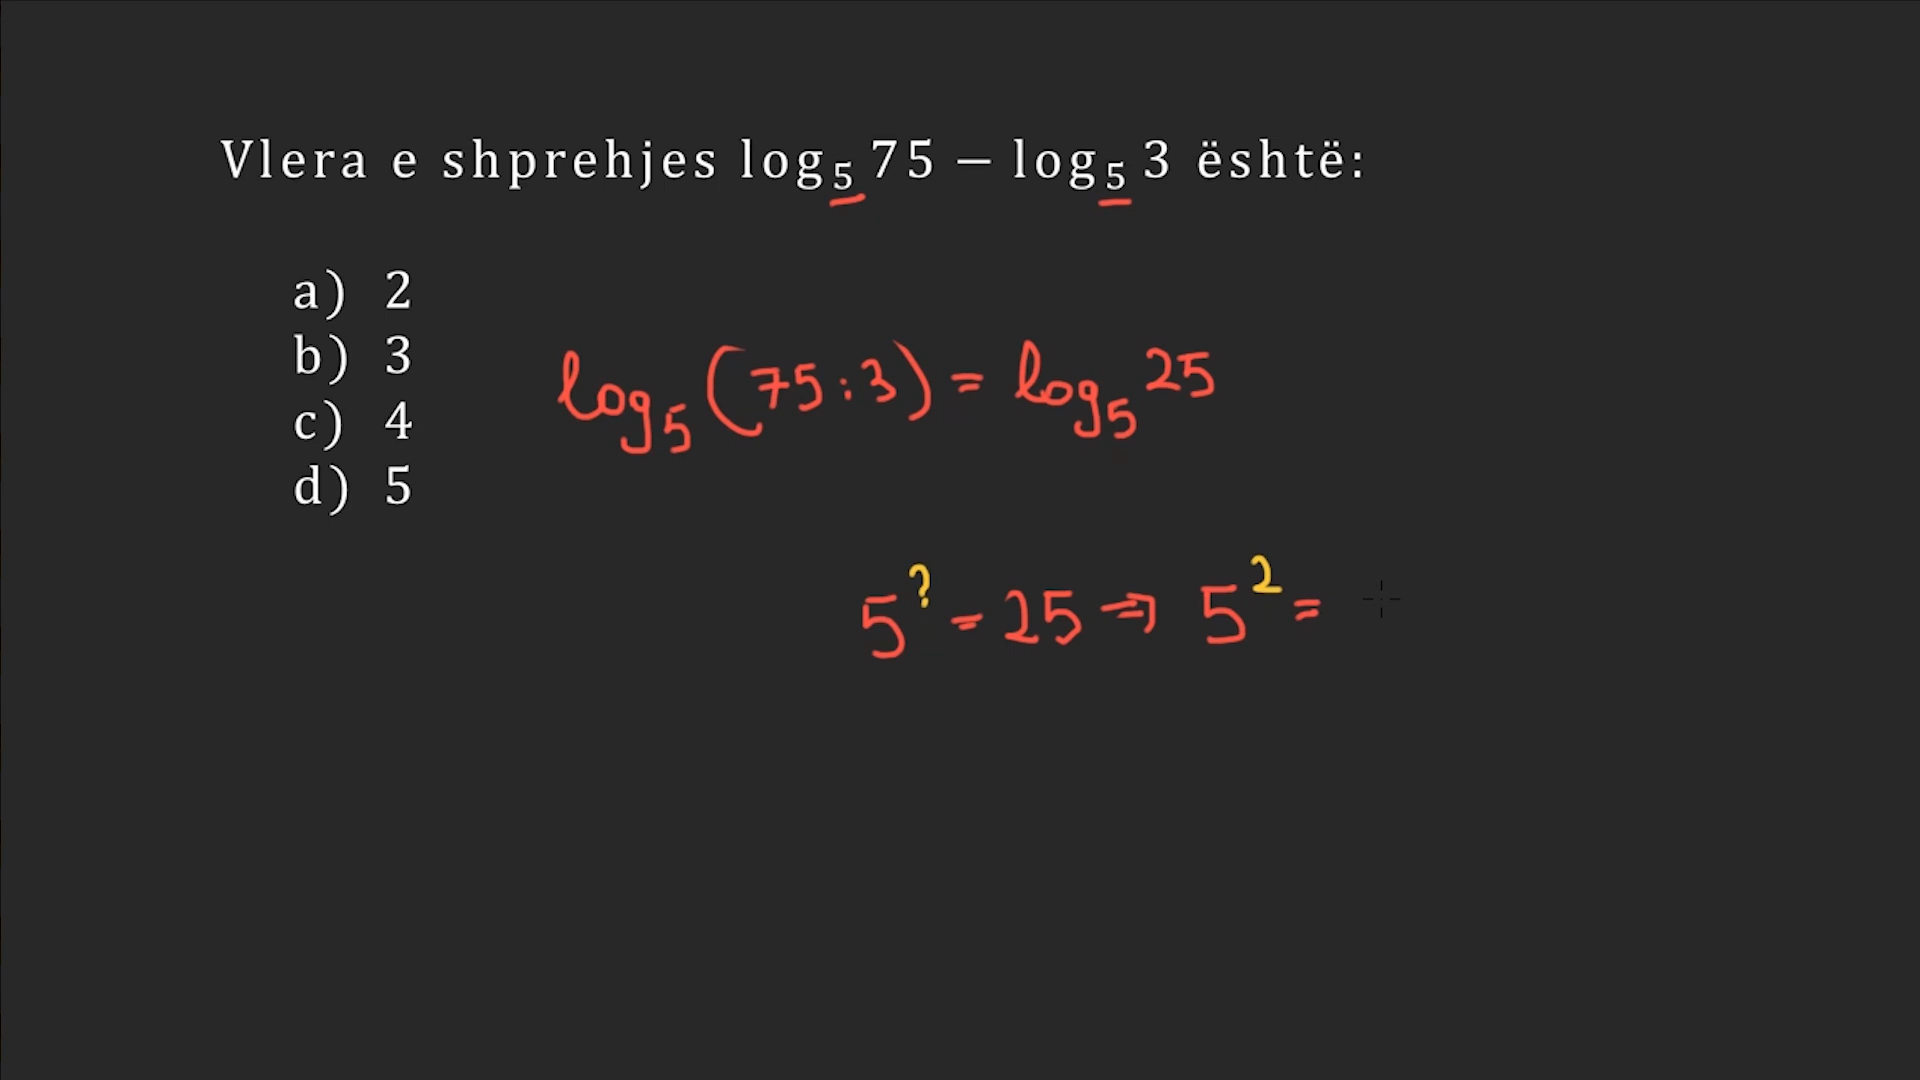 Vlera e shprehjes log₅ 75 – log₅ 3 është:
a) 2
b) 3
c) 4
d) 5
log₅ (75:3) = log₅ 25
5^? = 25 ⇒ 5² =